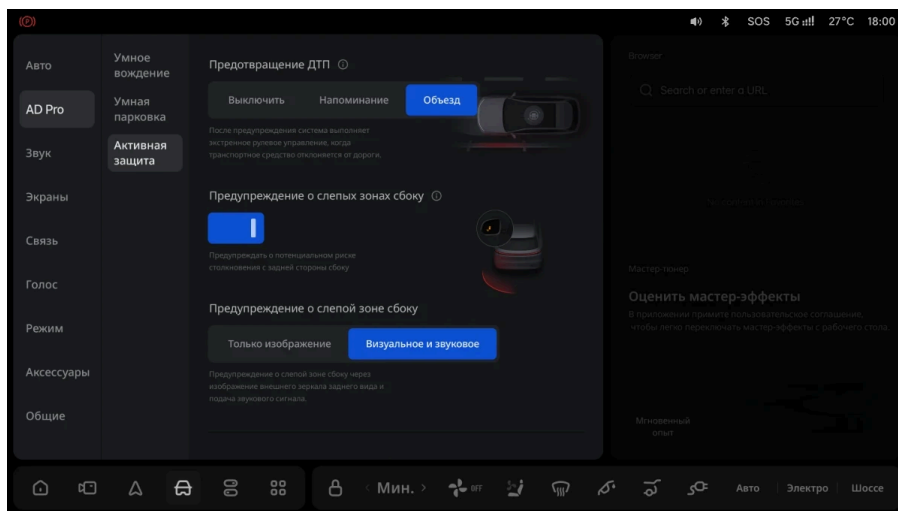 (P)
SOS 5G 27°C 18:00
Авто
AD Pro
Звук
Экраны
Связь
Голос
Режим
Аксессуары
Общие
Умное
вождение
Умная
парковка
Активная
защита
Предотвращение ДТП
Выключить Напоминание Объезд
После предупреждения система выполняет
экстренное рулевое управление, когда
транспортное средство отклоняется от дороги.
Предупреждение о слепых зонах сбоку
Предупреждать о потенциальном риске
столкновения с задней стороны сбоку
Предупреждение о слепой зоне сбоку
Только изображение Визуальное и звуковое
Предупреждение о слепой зоне сбоку через
изображение внешнего зеркала заднего вида и
подача звукового сигнала.
Browser
Search or enter a URL
Мастер-тюнер
Оценить мастер-эффекты
В приложении примите пользовательское соглашение,
чтобы легко переключать мастер-эффекты с рабочего стола.
Мгновенный
опыт
< Мин. > OFF Авто Электро Шоссе